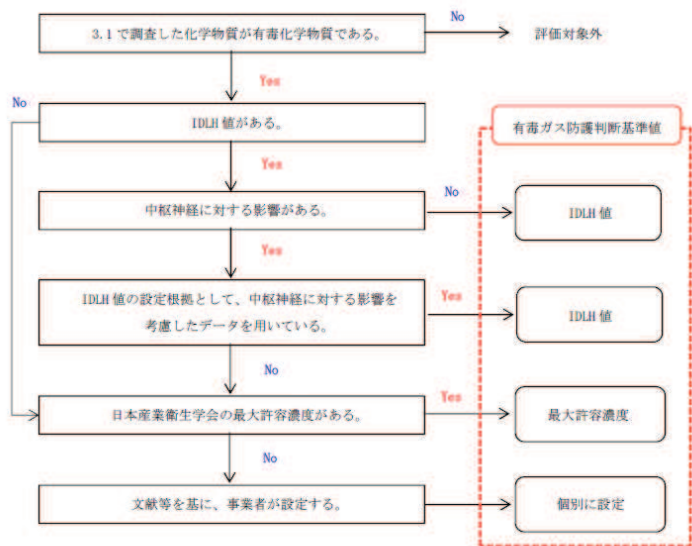 3.1で調査した化学物質が有毒化学物質である。
No
評価対象外
Yes
No
IDLH値がある。
有毒ガス防護判断基準値
Yes
中枢神経に対する影響がある。
No
IDLH値
Yes
IDLH値の設定根拠として、中枢神経に対する影響を
考慮したデータを用いている。
Yes
IDLH値
No
日本産業衛生学会の最大許容濃度がある。
Yes
最大許容濃度
No
文献等を基に、事業者が設定する。
個別に設定